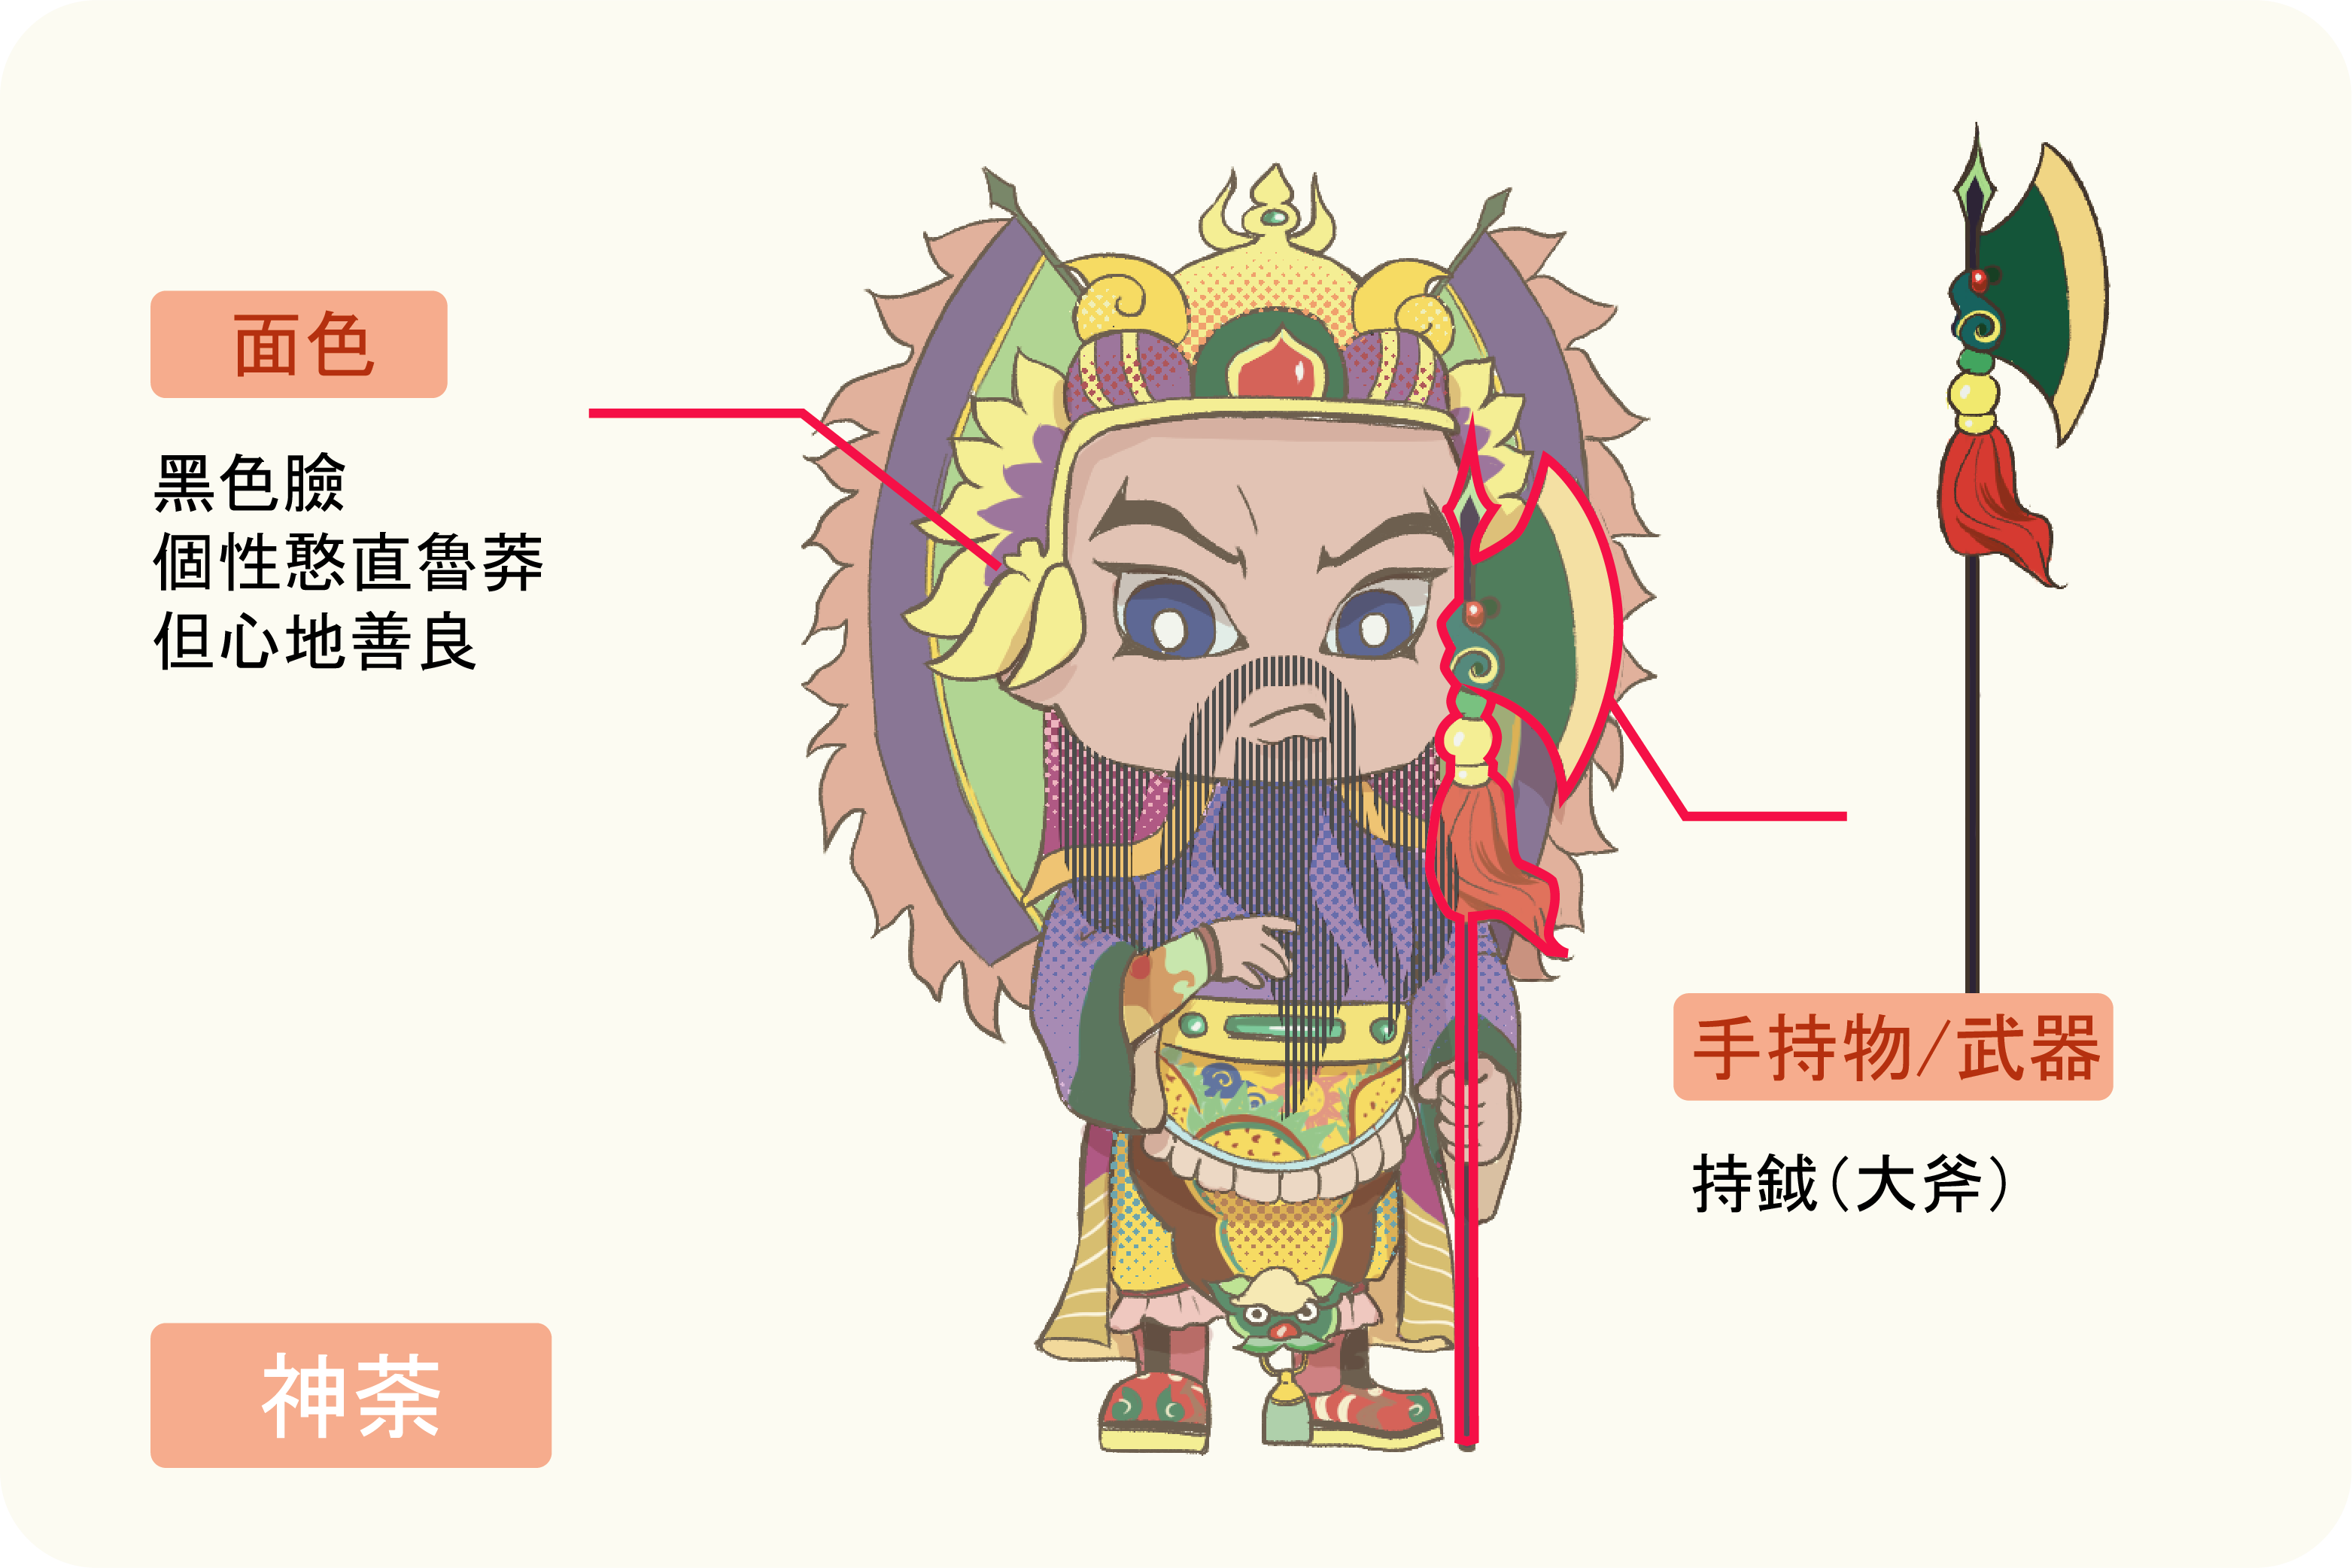 面色
黑色臉
個性憨直魯莽
但心地善良
手持物/武器
持鉞(大斧)
神荼